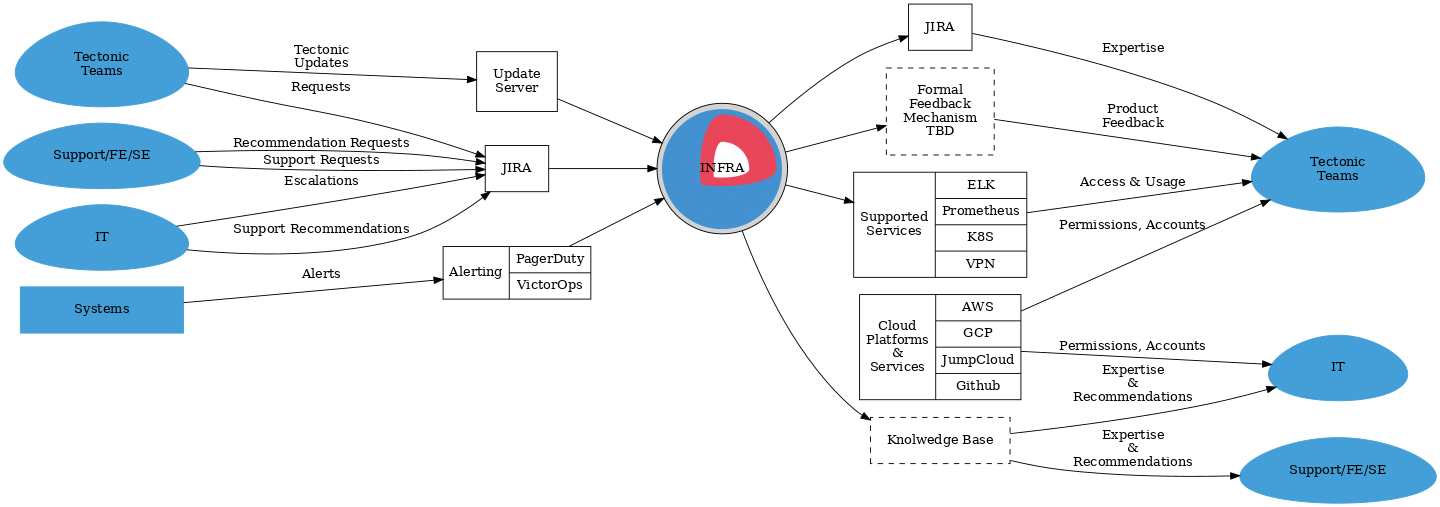 Tectonic
Teams
Support/FE/SE
IT
Systems
Tectonic
Updates
Requests
Recommendation Requests
Support Requests
Escalations
Support Recommendations
Alerts
Update
Server
JIRA
Alerting
PagerDuty
VictorOps
INFRA
JIRA
Formal
Feedback
Mechanism
TBD
Supported
Services
ELK
Prometheus
K8S
VPN
Cloud
Platforms
&
Services
AWS
GCP
JumpCloud
Github
Knolwedge Base
Expertise
Product
Feedback
Access & Usage
Permissions, Accounts
Permissions, Accounts
Expertise
&
Recommendations
Expertise
&
Recommendations
Tectonic
Teams
IT
Support/FE/SE